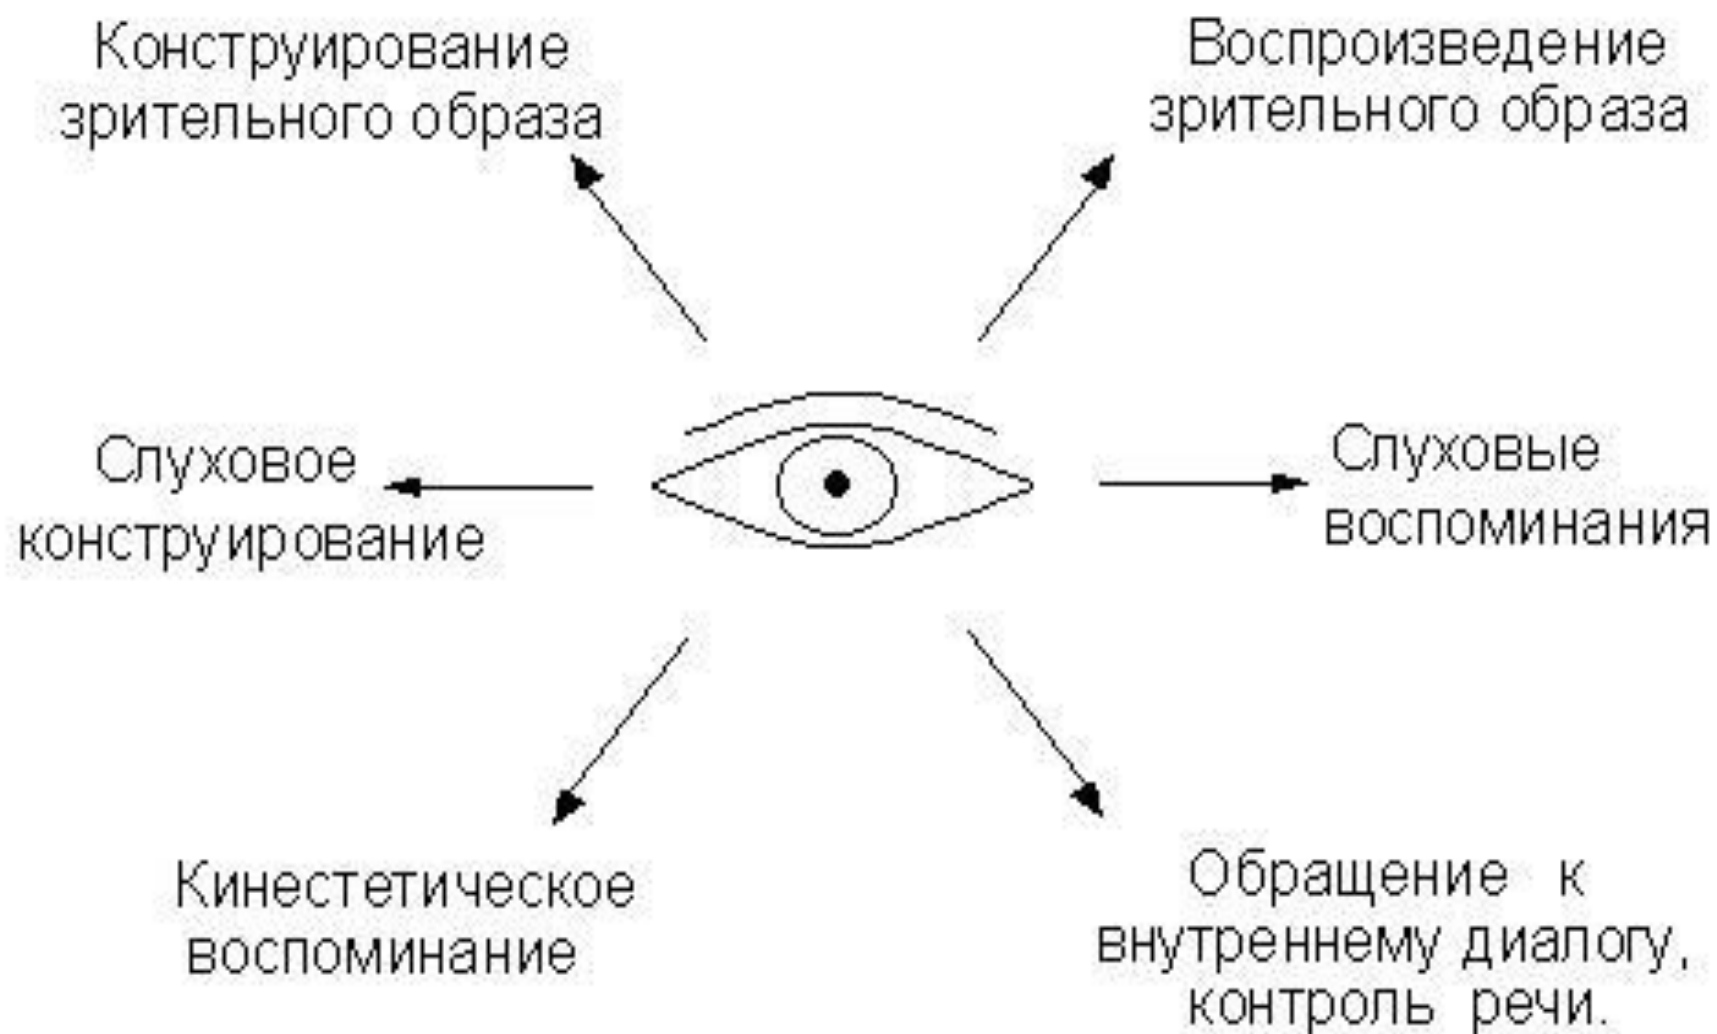 Конструирование
зрительного образа
Воспроизведение
зрительного образа
Слуховое
конструирование
Слуховые
воспоминания
Кинестетическое
воспоминание
Обращение к
внутреннему диалогу,
контроль речи.